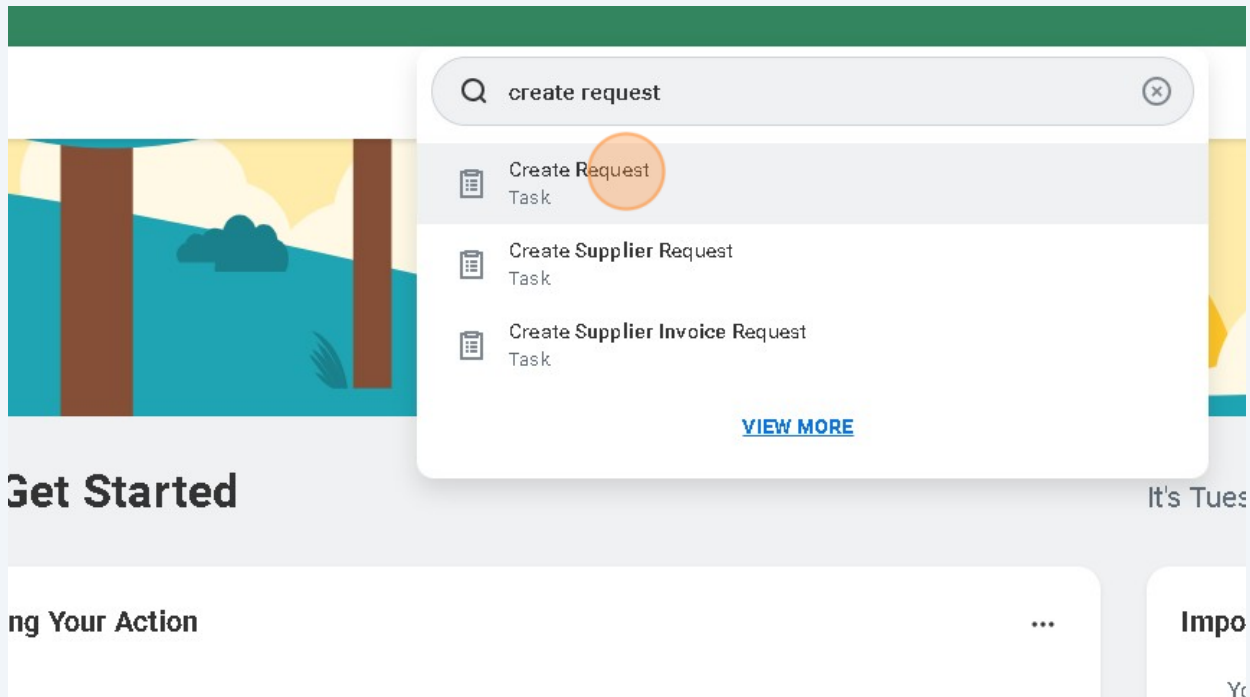 create request
Create Request
Task
Create Supplier Request
Task
Create Supplier Invoice Request
Task
VIEW MORE
Get Started
It's Tues
ng Your Action
Impo
Yo